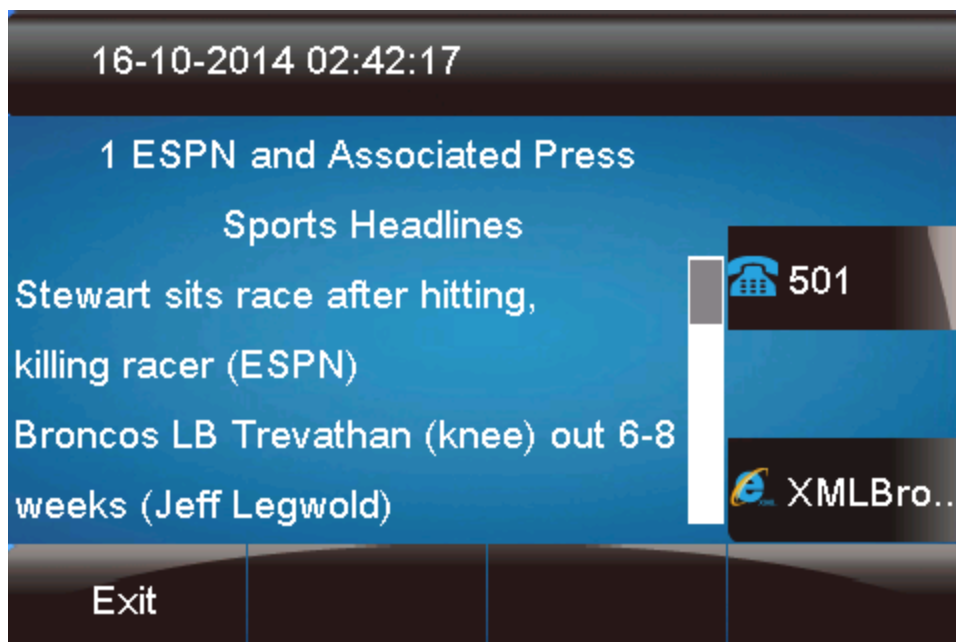 16-10-2014 02:42:17
1 ESPN and Associated Press
Sports Headlines
Stewart sits race after hitting,
killing racer (ESPN)
Broncos LB Trevathan (knee) out 6-8
weeks (Jeff Legwold)
501
XMLBro..
Exit